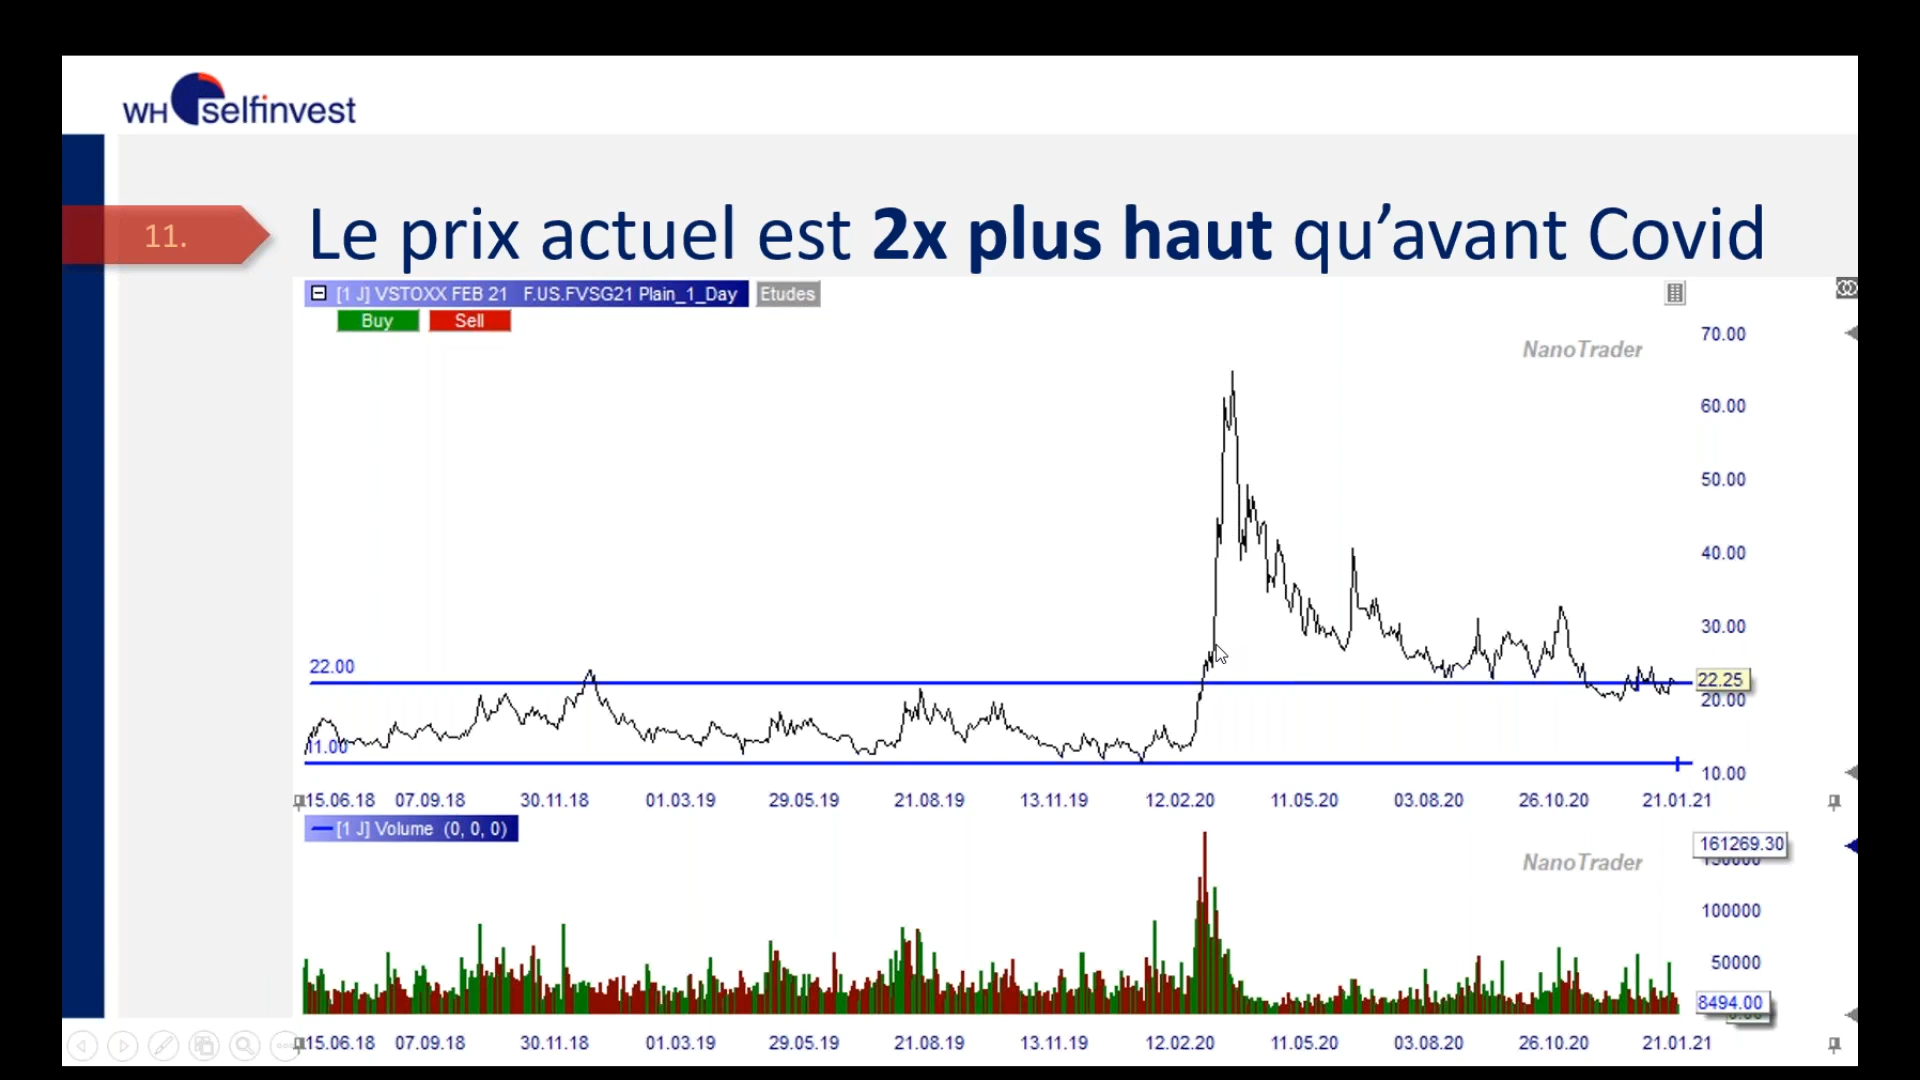 WH selfinvest
11.
Le prix actuel est 2x plus haut qu’avant Covid
[1 J] VSTOXX FEB 21 F.US.FVSG21 Plain_1_Day Etudes
Buy Sell
NanoTrader
70.00
60.00
50.00
40.00
30.00
22.00
22.25
20.00
11.00
10.00
15.06.18 07.09.18 30.11.18 01.03.19 29.05.19 21.08.19 13.11.19 12.02.20 11.05.20 03.08.20 26.10.20 21.01.21
[1 J] Volume (0, 0, 0)
NanoTrader
161269.30
150000
100000
50000
8494.00
0.00
15.06.18 07.09.18 30.11.18 01.03.19 29.05.19 21.08.19 13.11.19 12.02.20 11.05.20 03.08.20 26.10.20 21.01.21